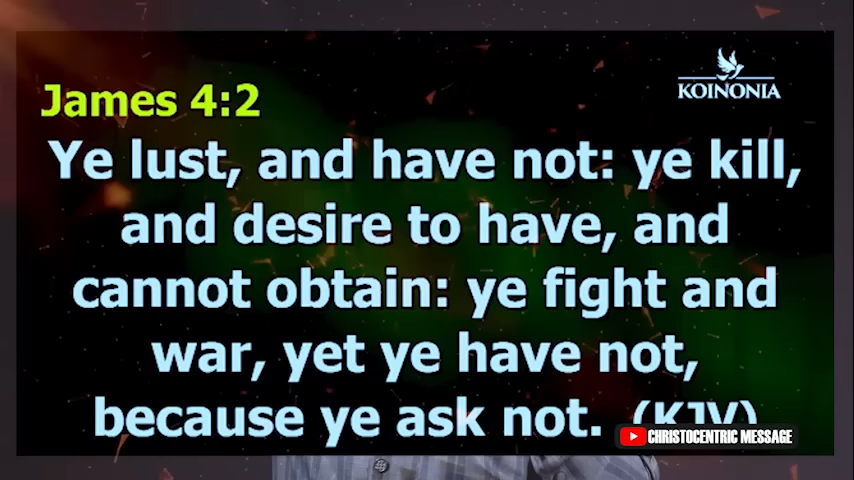 KOINONIA
James 4:2
Ye lust, and have not: ye kill,
and desire to have, and
cannot obtain: ye fight and
war, yet ye have not,
because ye ask not. (KJV)
CHRISTOCENTRIC MESSAGE